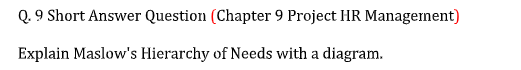 Q. 9 Short Answer Question (Chapter 9 Project HR Management)
Explain Maslow's Hierarchy of Needs with a diagram.